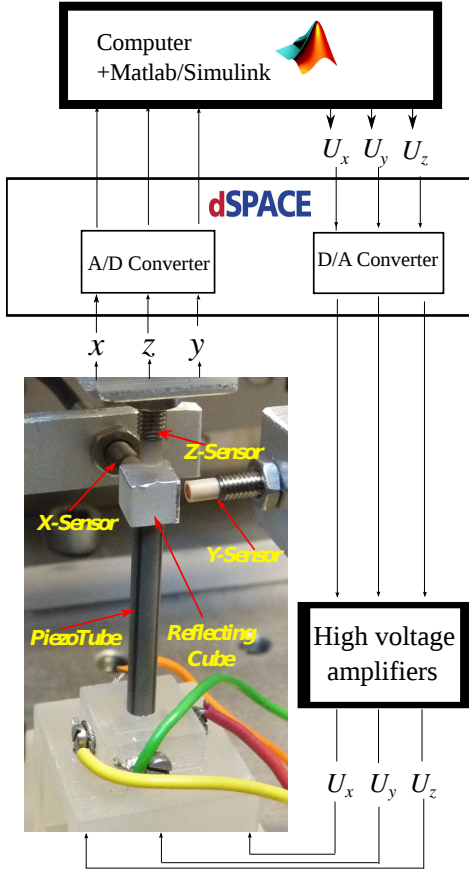 Computer
+Matlab/Simulink
Ux Uy Uz
dSPACE
A/D Converter
D/A Converter
x z y
Z-Sensor
X-Sensor
Y-Sensor
PiezoTube
Reflecting
Cube
High voltage
amplifiers
Ux Uy Uz